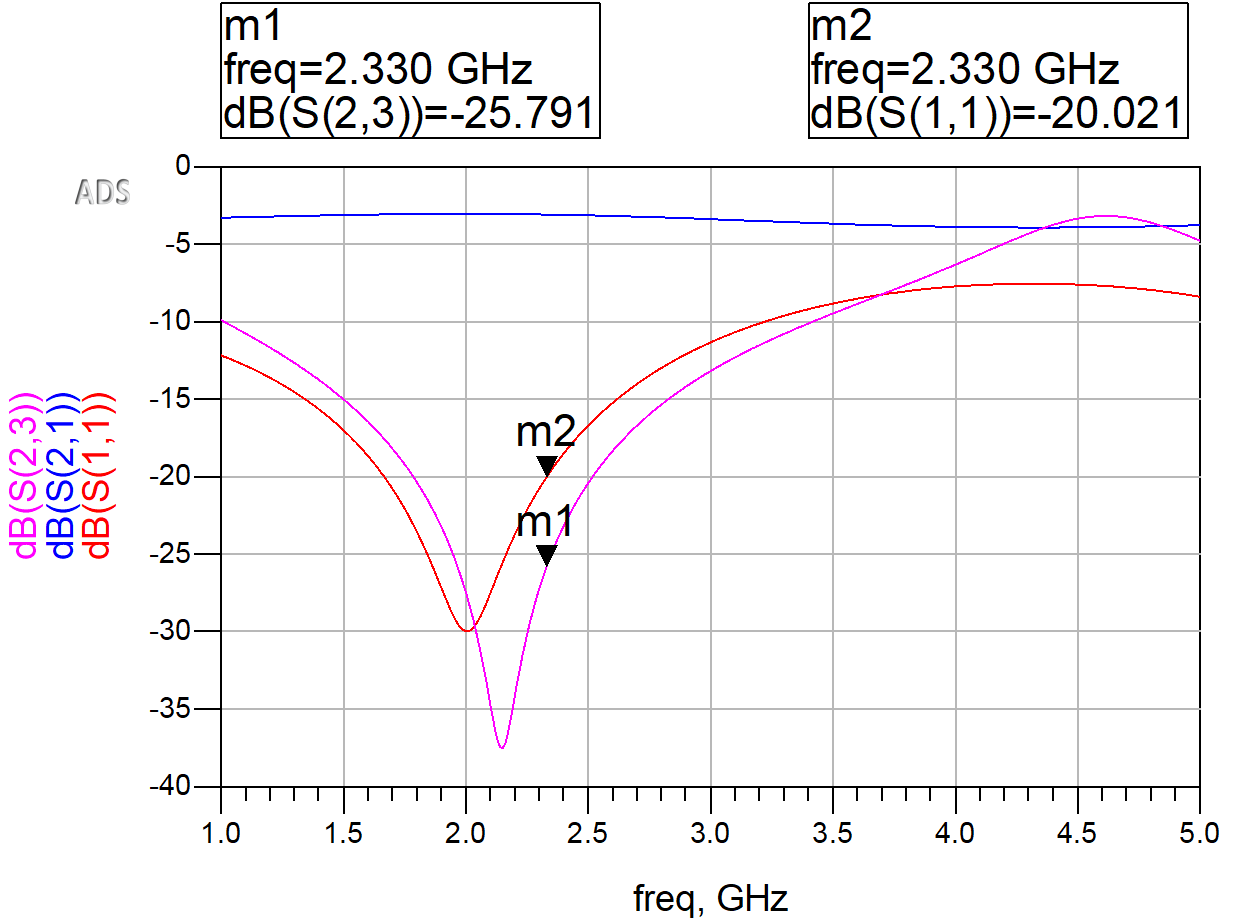 m1
freq=2.330 GHz
dB(S(2,3))=-25.791
m2
freq=2.330 GHz
dB(S(1,1))=-20.021
ADS
0
-5
-10
-15
-20
-25
-30
-35
-40
dB(S(2,3))
dB(S(2,1))
dB(S(1,1))
m2
m1
1.0 1.5 2.0 2.5 3.0 3.5 4.0 4.5 5.0
freq, GHz